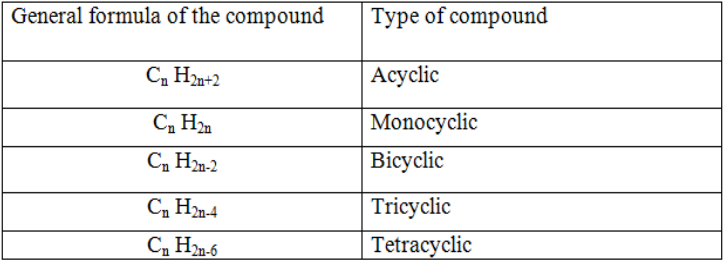 General formula of the compound Type of compound
Cn H2n+2 Acyclic
Cn H2n Monocyclic
Cn H2n-2 Bicyclic
Cn H2n-4 Tricyclic
Cn H2n-6 Tetracyclic